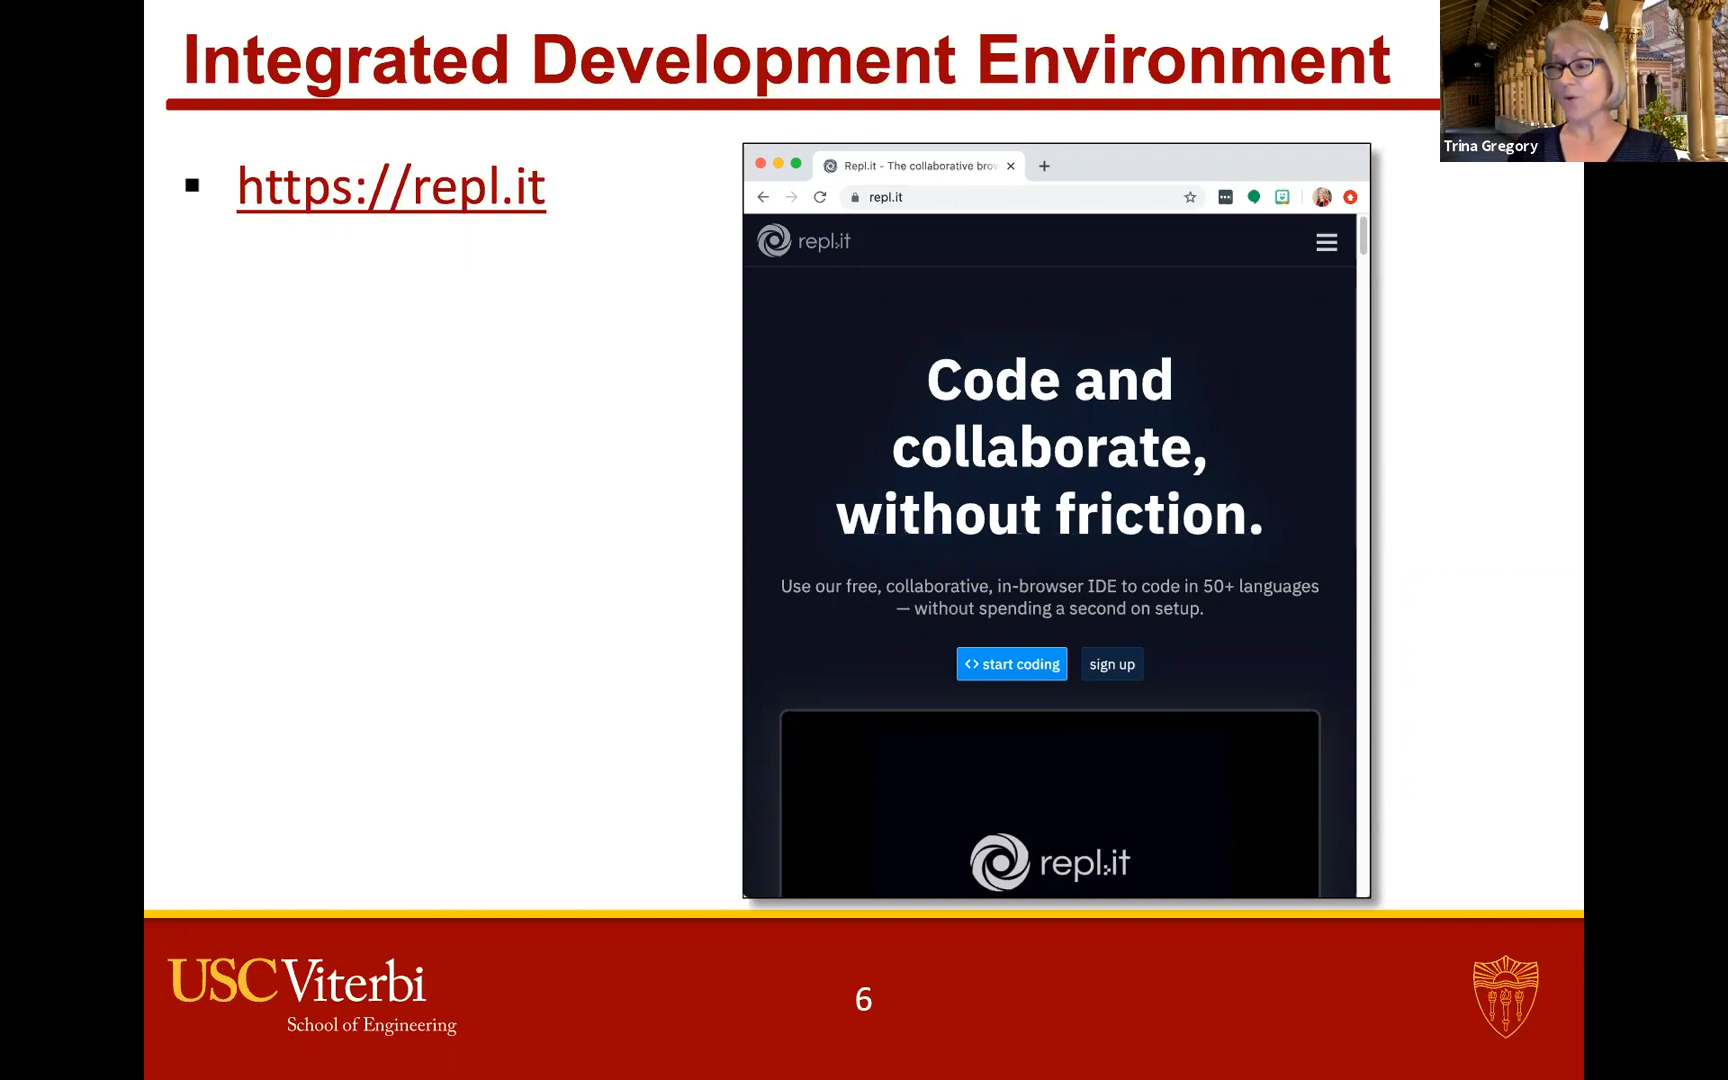 Integrated Development Environment
Trina Gregory
▪ https://repl.it
Repl.it - The collaborative brow
repl.it
repl.it
Code and
collaborate,
without friction.
Use our free, collaborative, in-browser IDE to code in 50+ languages
— without spending a second on setup.
<> start coding
sign up
repl.it
USC Viterbi
School of Engineering
6